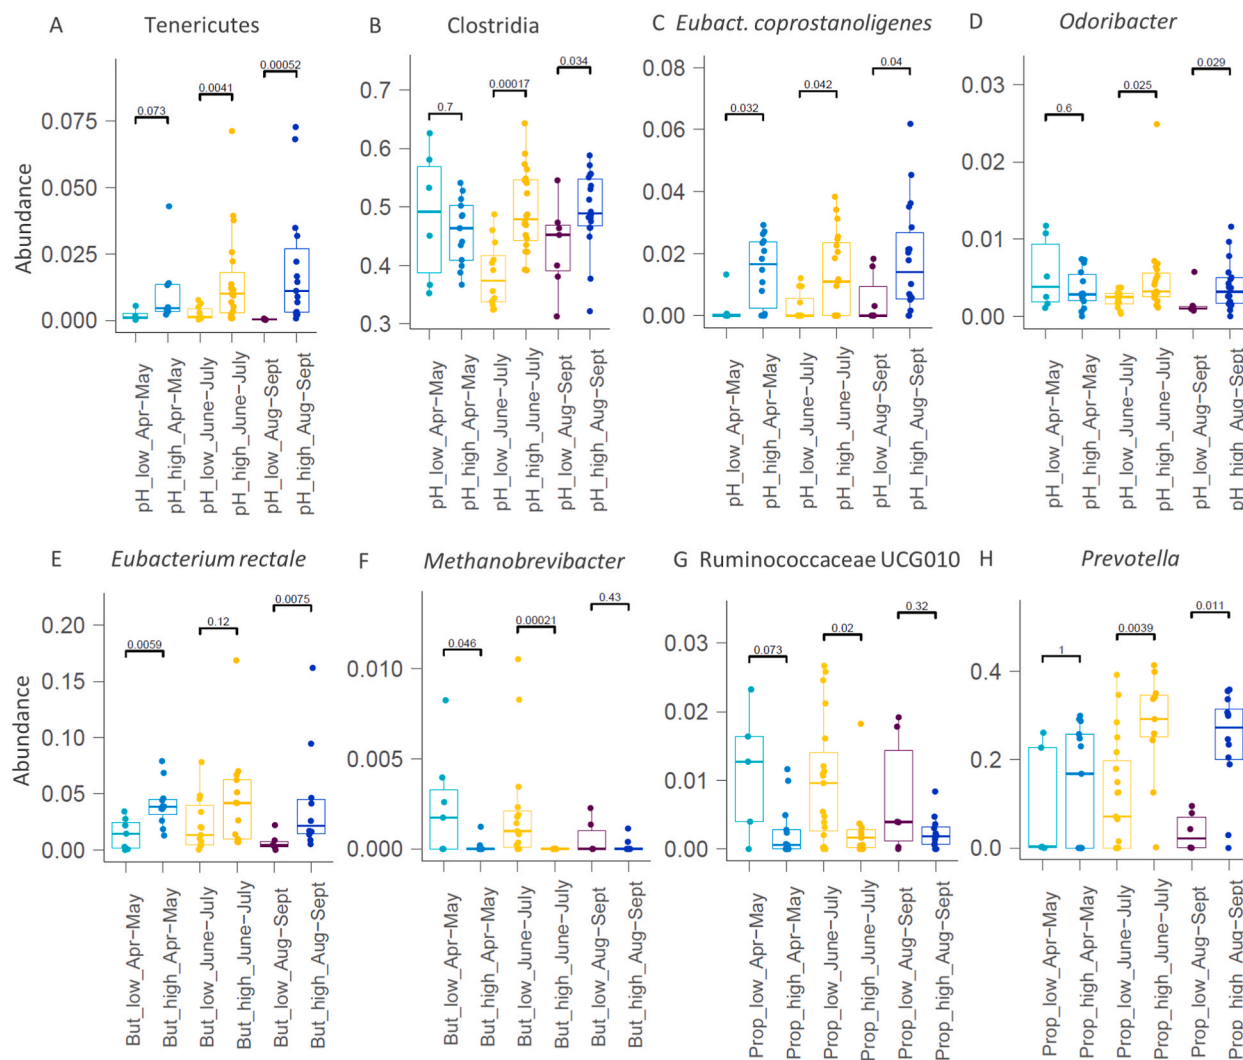 A Tenericutes
B Clostridia
C Eubact. coprostanoligenes
D Odoribacter
Abundance
0.075
0.050
0.025
0.000
0.073
0.0041
0.00052
pH_low_Apr−May
pH_high_Apr−May
pH_low_June−July
pH_high_June−July
pH_low_Aug−Sept
pH_high_Aug−Sept
0.7
0.6
0.5
0.4
0.3
0.7
0.00017
0.034
pH_low_Apr−May
pH_high_Apr−May
pH_low_June−July
pH_high_June−July
pH_low_Aug−Sept
pH_high_Aug−Sept
0.08
0.06
0.04
0.02
0.00
0.032
0.042
0.04
pH_low_Apr−May
pH_high_Apr−May
pH_low_June−July
pH_high_June−July
pH_low_Aug−Sept
pH_high_Aug−Sept
0.03
0.02
0.01
0.00
0.6
0.025
0.029
pH_low_Apr−May
pH_high_Apr−May
pH_low_June−July
pH_high_June−July
pH_low_Aug−Sept
pH_high_Aug−Sept
E Eubacterium rectale
F Methanobrevibacter
G Ruminococcaceae UCG010
H Prevotella
Abundance
0.20
0.15
0.10
0.05
0.00
0.0059
0.12
0.0075
But_low_Apr−May
But_high_Apr−May
But_low_June−July
But_high_June−July
But_low_Aug−Sept
But_high_Aug−Sept
0.010
0.005
0.000
0.046
0.00021
0.43
But_low_Apr−May
But_high_Apr−May
But_low_June−July
But_high_June−July
But_low_Aug−Sept
But_high_Aug−Sept
0.03
0.02
0.01
0.00
0.073
0.02
0.32
Prop_low_Apr−May
Prop_high_Apr−May
Prop_low_June−July
Prop_high_June−July
Prop_low_Aug−Sept
Prop_high_Aug−Sept
0.4
0.2
0.0
1
0.0039
0.011
Prop_low_Apr−May
Prop_high_Apr−May
Prop_low_June−July
Prop_high_June−July
Prop_low_Aug−Sept
Prop_high_Aug−Sept